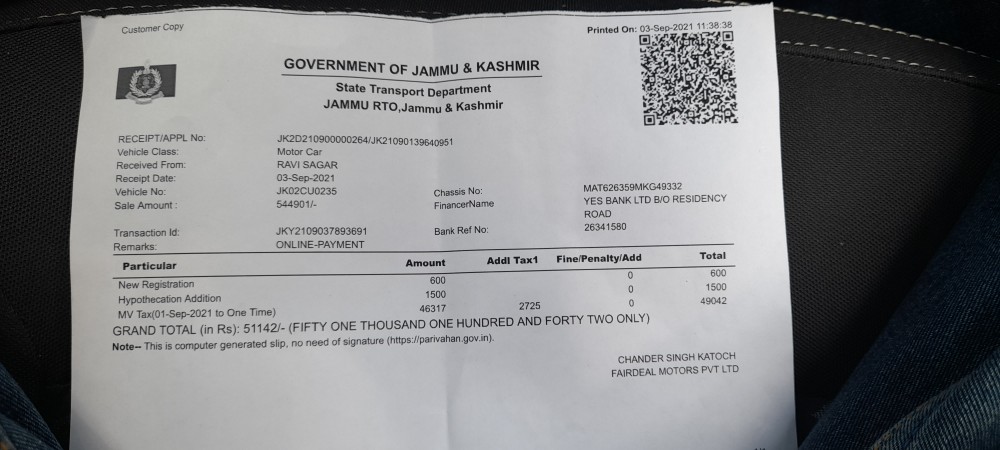 Customer Copy
Printed On: 03-Sep-2021 11:38:38
GOVERNMENT OF JAMMU & KASHMIR
State Transport Department
JAMMU RTO,Jammu & Kashmir
RECEIPT/APPL No: JK2D210900000264/JK21090139640951
Vehicle Class: Motor Car
Received From: RAVI SAGAR
Receipt Date: 03-Sep-2021
Vehicle No: JK02CU0235 Chassis No: MAT626359MKG49332
Sale Amount : 544901/- FinancerName YES BANK LTD B/O RESIDENCY
ROAD
Transaction Id: JKY2109037893691 Bank Ref No: 26341580
Remarks: ONLINE-PAYMENT
Particular Amount Addl Tax1 Fine/Penalty/Add Total
New Registration 600 0 600
Hypothecation Addition 1500 0 1500
MV Tax(01-Sep-2021 to One Time) 46317 2725 0 49042
GRAND TOTAL (in Rs): 51142/- (FIFTY ONE THOUSAND ONE HUNDRED AND FORTY TWO ONLY)
Note-- This is computer generated slip, no need of signature (https://parivahan.gov.in).
CHANDER SINGH KATOCH
FAIRDEAL MOTORS PVT LTD